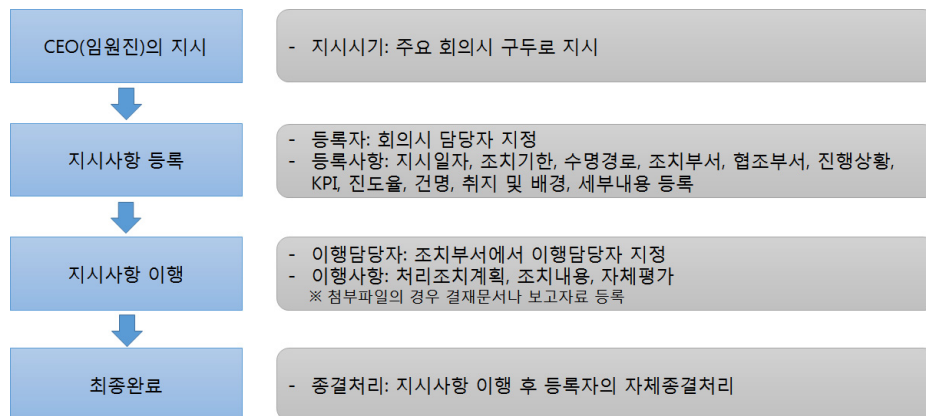 CEO(임원진)의 지시
- 지시시기: 주요 회의시 구두로 지시
지시사항 등록
- 등록자: 회의시 담당자 지정
- 등록사항: 지시일자, 조치기한, 수명경로, 조치부서, 협조부서, 진행상황,
KPI, 진도율, 건명, 취지 및 배경, 세부내용 등록
지시사항 이행
- 이행담당자: 조치부서에서 이행담당자 지정
- 이행사항: 처리조치계획, 조치내용, 자체평가
※ 첨부파일의 경우 결재문서나 보고자료 등록
최종완료
- 종결처리: 지시사항 이행 후 등록자의 자체종결처리